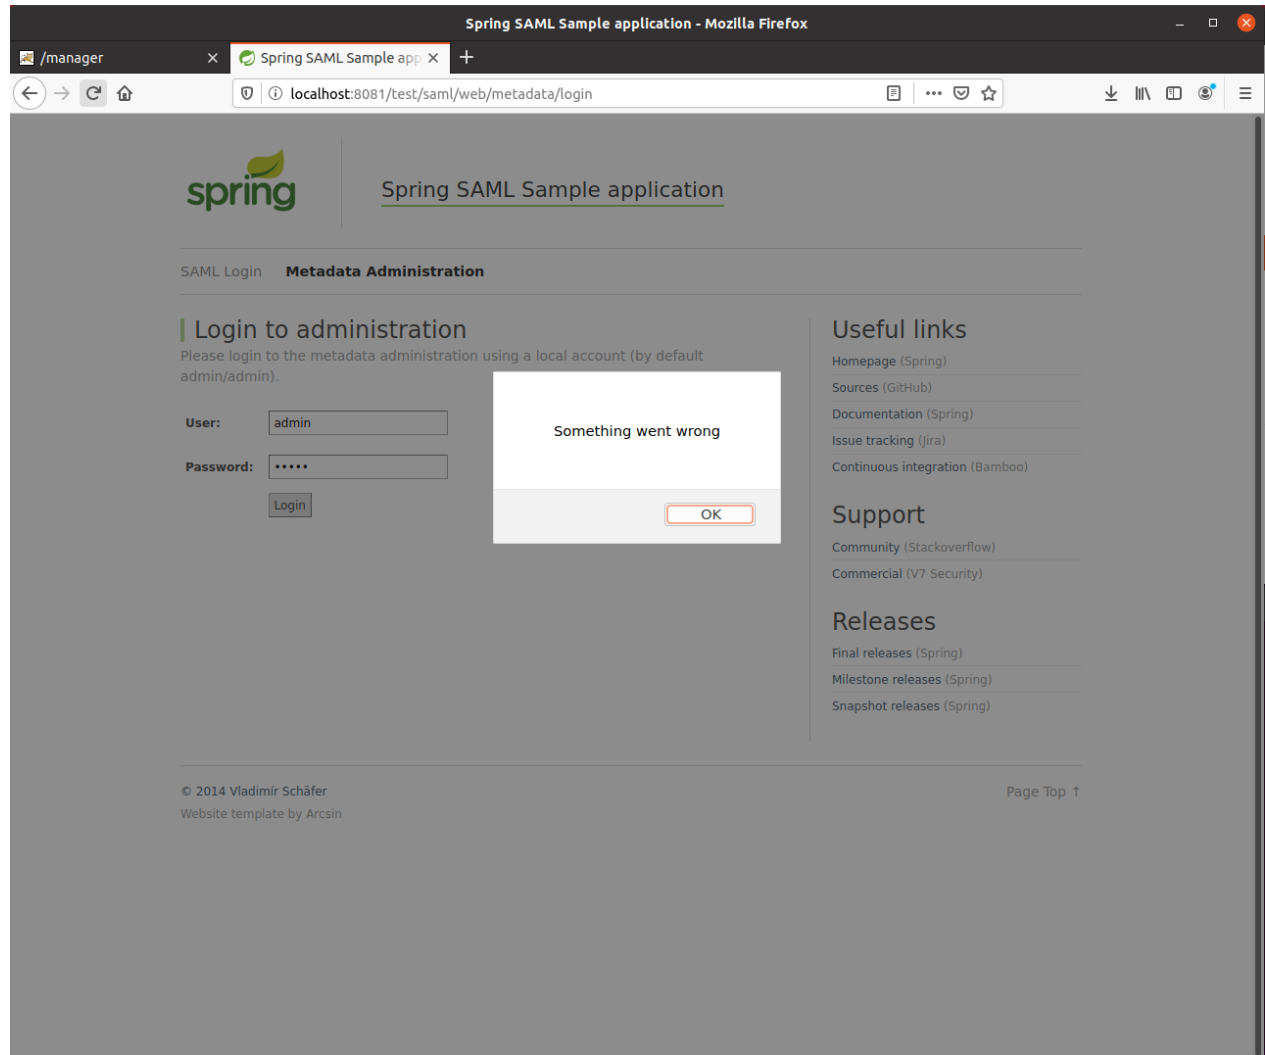 Spring SAML Sample application - Mozilla Firefox
/manager
Spring SAML Sample app
localhost:8081/test/saml/web/metadata/login
spring
Spring SAML Sample application
SAML Login Metadata Administration
Login to administration
Please login to the metadata administration using a local account (by default
admin/admin).
User: admin
Password: •••••
Login
Something went wrong
OK
Useful links
Homepage (Spring)
Sources (GitHub)
Documentation (Spring)
Issue tracking (Jira)
Continuous integration (Bamboo)
Support
Community (Stackoverflow)
Commercial (V7 Security)
Releases
Final releases (Spring)
Milestone releases (Spring)
Snapshot releases (Spring)
© 2014 Vladimír Schäfer
Website template by Arcsin
Page Top ↑